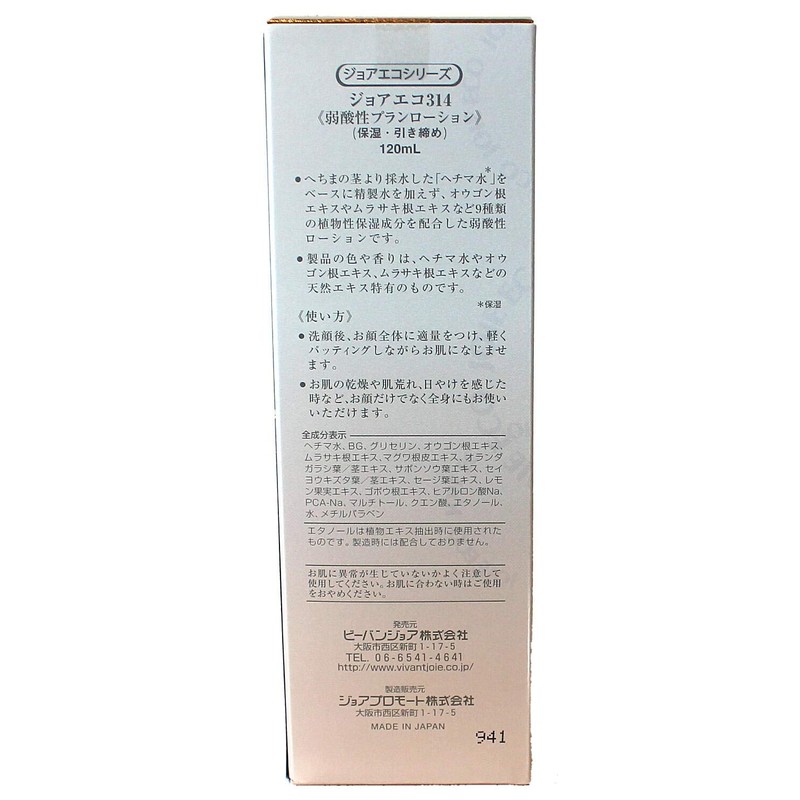 ジョアエコシリーズ
ジョアエコ314
《弱酸性ブランローション》
(保湿・引き締め)
120mL
●へちまの茎より採水した「ヘチマ水*」を
ベースに精製水を加えず、オウゴン根
エキスやムラサキ根エキスなど9種類
の植物性保湿成分を配合した弱酸性
ローションです。
●製品の色や香りは、ヘチマ水やオウ
ゴン根エキス、ムラサキ根エキスなどの
天然エキス特有のものです。
*保湿
《使い方》
●洗顔後、お顔全体に適量をつけ、軽く
パッティングしながらお肌になじませ
ます。
●お肌の乾燥や肌荒れ、日やけを感じた
時など、お顔だけでなく全身にもお使い
いただけます。
全成分表示
ヘチマ水、BG、グリセリン、オウゴン根エキス、
ムラサキ根エキス、マグワ根皮エキス、オランダ
ガラシ葉/茎エキス、サボンソウ葉エキス、セイ
ヨウキズタ葉/茎エキス、セージ葉エキス、レモ
ン果実エキス、ゴボウ根エキス、ヒアルロン酸Na、
PCA-Na、マルチトール、クエン酸、エタノール、
水、メチルパラベン
エタノールは植物エキス抽出時に使用された
ものです。製造時には配合しておりません。
お肌に異常が生じていないかよく注意して
使用してください。お肌に合わない時はご使用
をおやめください。
発売元
ビーバンジョア株式会社
大阪市西区新町1-17-5
TEL. 06-6541-4641
http://www.vivantjoie.co.jp/
製造販売元
ジョアプロモート株式会社
大阪市西区新町1-17-5
MADE IN JAPAN
941